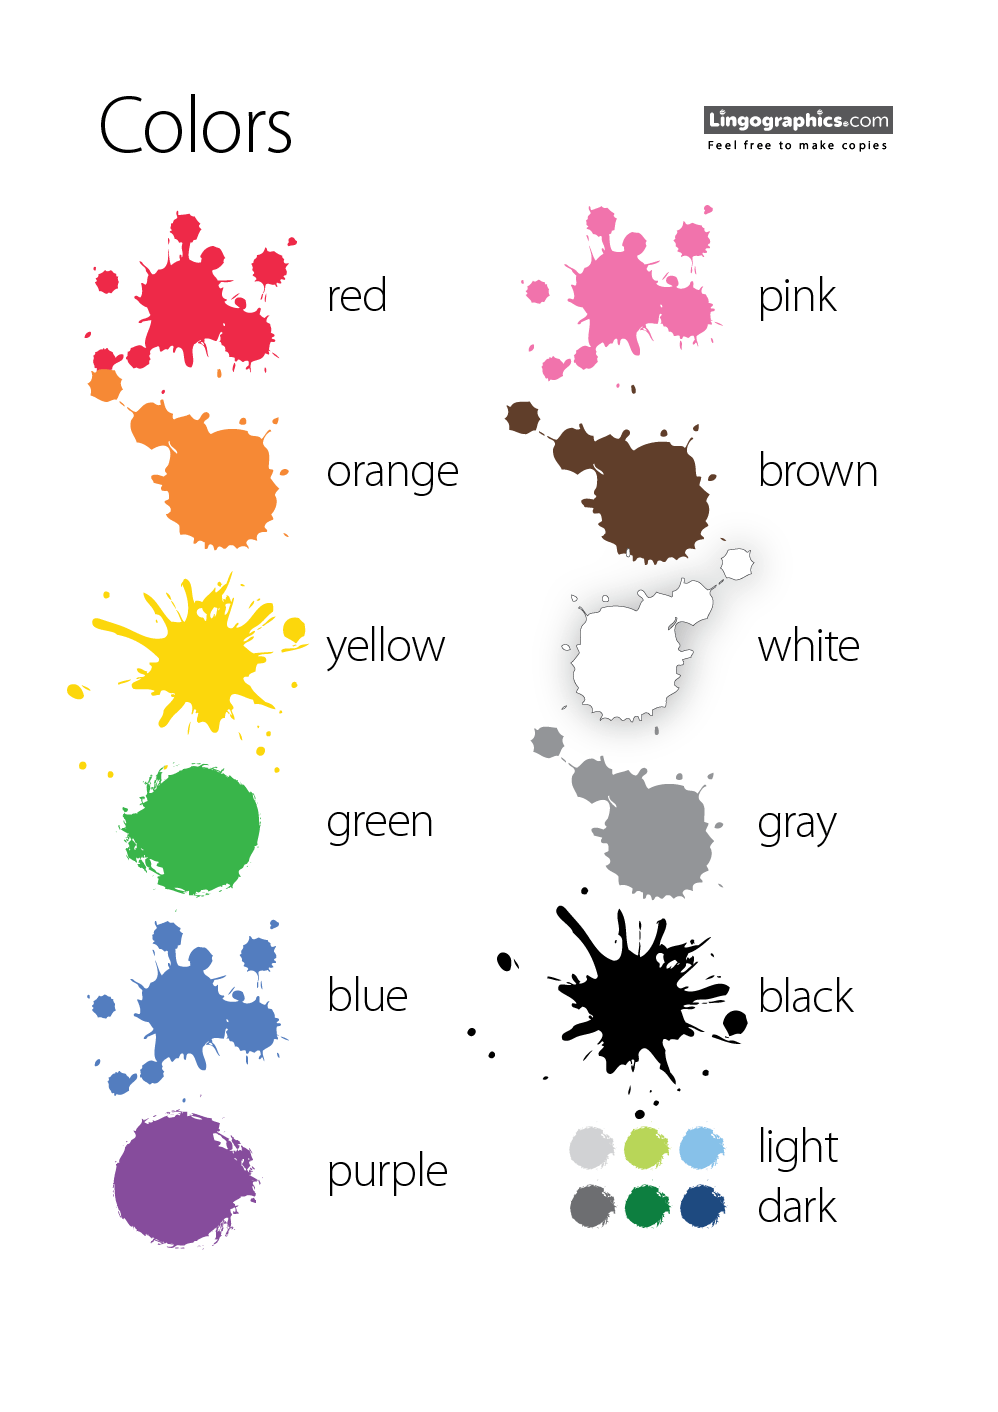 Colors
Lingographics.com
Feel free to make copies
red
orange
yellow
green
blue
purple
pink
brown
white
gray
black
light
dark